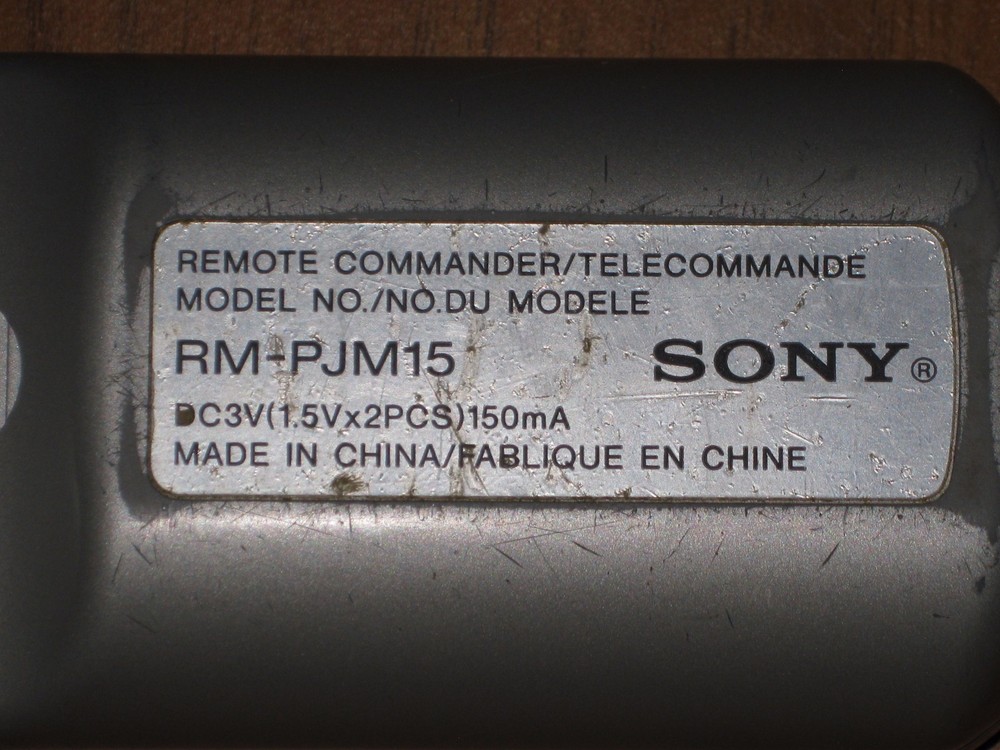 REMOTE COMMANDER/TELECOMMANDE
MODEL NO./NO.DU MODELE
RM-PJM15 SONY®
DC3V(1.5Vx2PCS)150mA
MADE IN CHINA/FABLIQUE EN CHINE